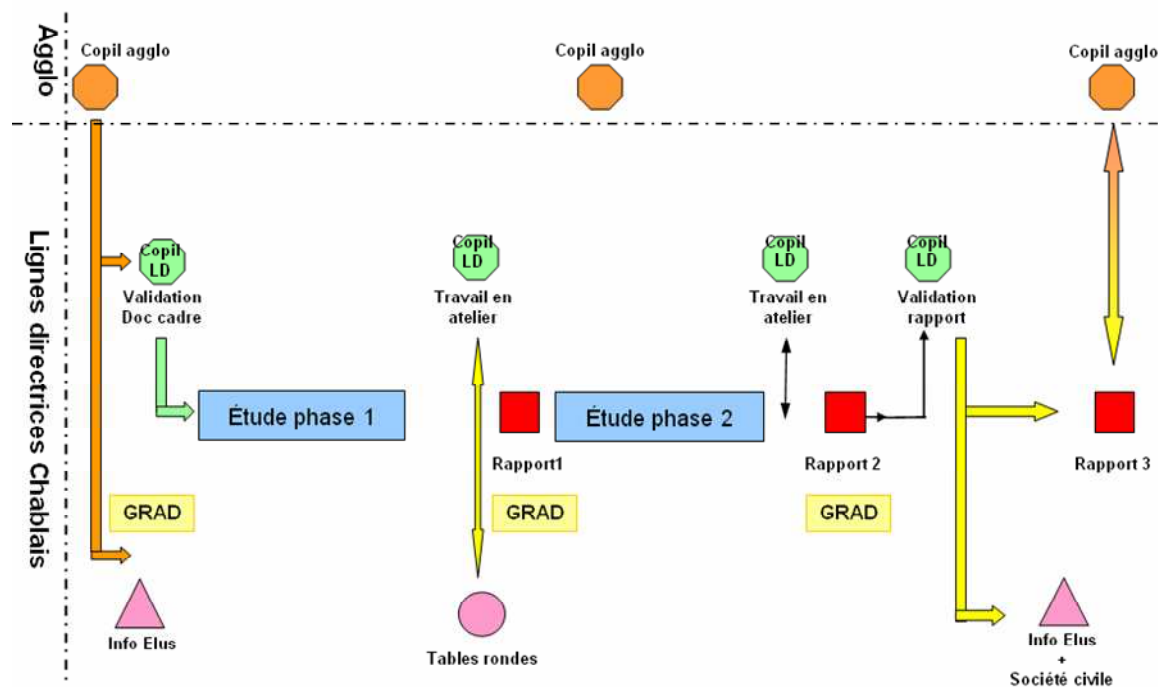 Agglo
Copil agglo
Copil agglo
Copil agglo
Lignes directrices Chablais
Copil
LD
Validation
Doc cadre
Copil
LD
Travail en
atelier
Copil
LD
Travail en
atelier
Copil
LD
Validation
rapport
Étude phase 1
Étude phase 2
Rapport1
Rapport 2
Rapport 3
GRAD
GRAD
GRAD
Info Elus
Tables rondes
Info Elus
+
Société civile